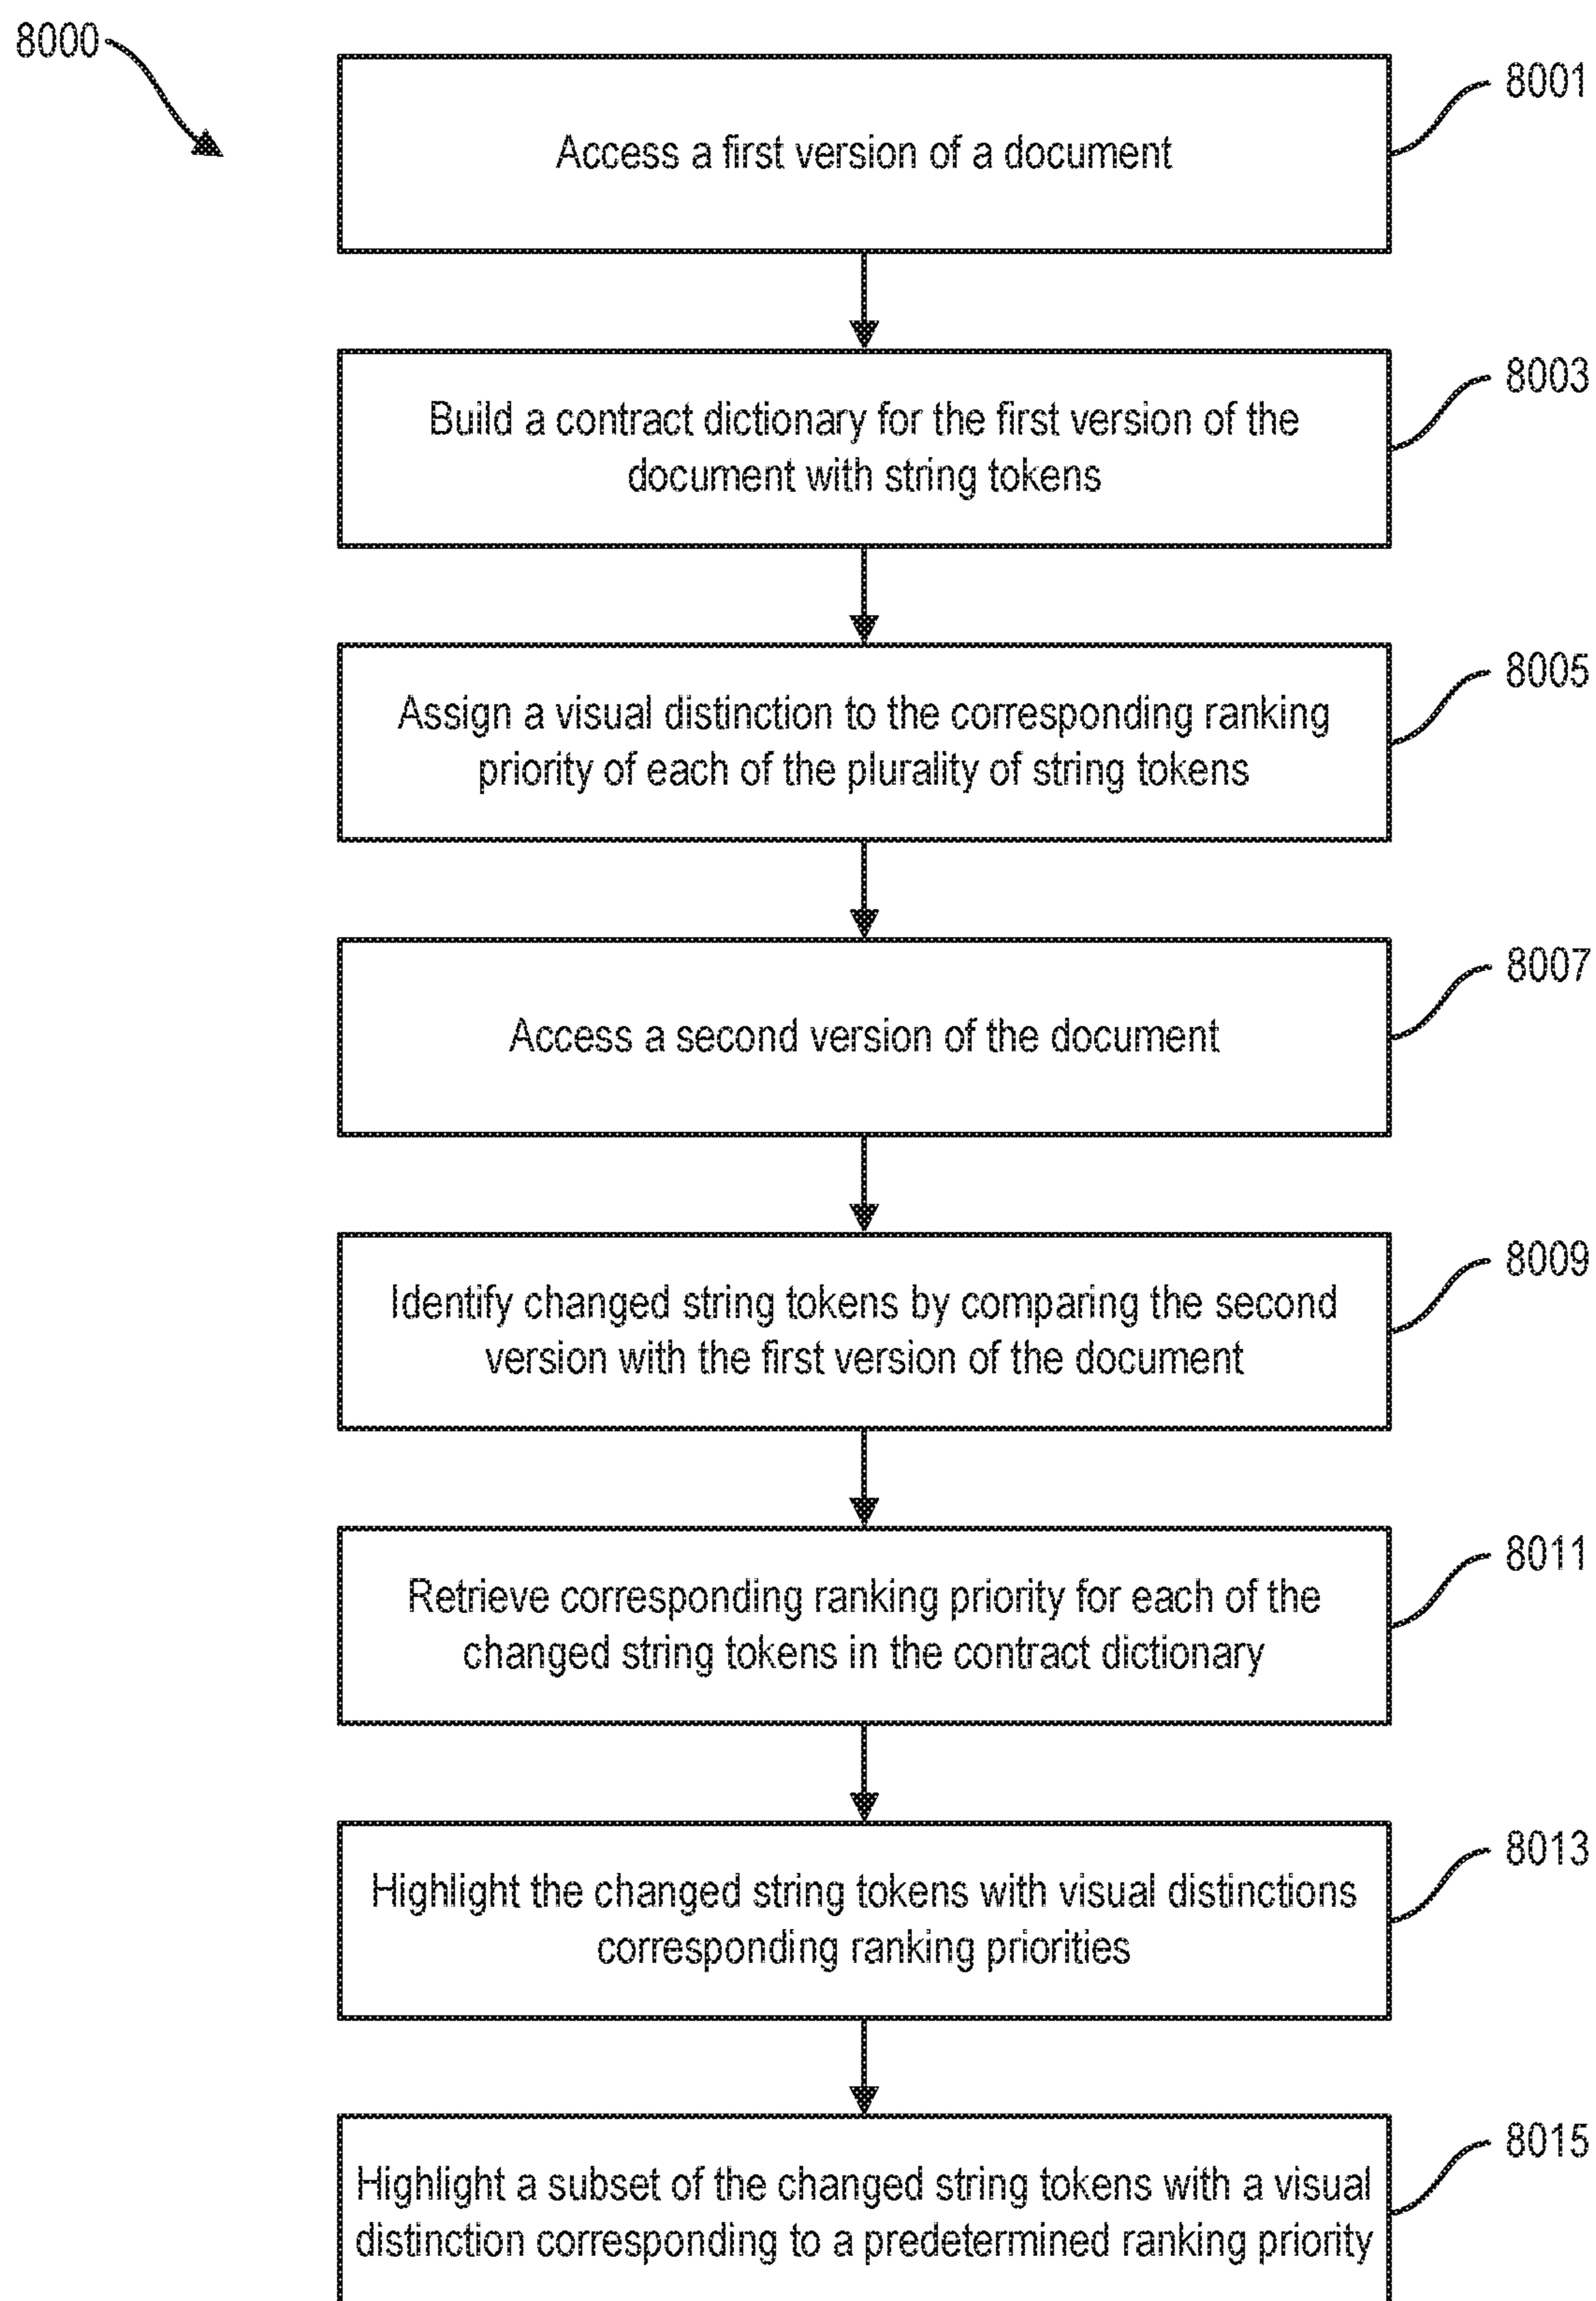 8000
8001
Access a first version of a document
8003
Build a contract dictionary for the first version of the
document with string tokens
8005
Assign a visual distinction to the corresponding ranking
priority of each of the plurality of string tokens
8007
Access a second version of the document
8009
Identify changed string tokens by comparing the second
version with the first version of the document
8011
Retrieve corresponding ranking priority for each of the
changed string tokens in the contract dictionary
8013
Highlight the changed string tokens with visual distinctions
corresponding ranking priorities
8015
Highlight a subset of the changed string tokens with a visual
distinction corresponding to a predetermined ranking priority